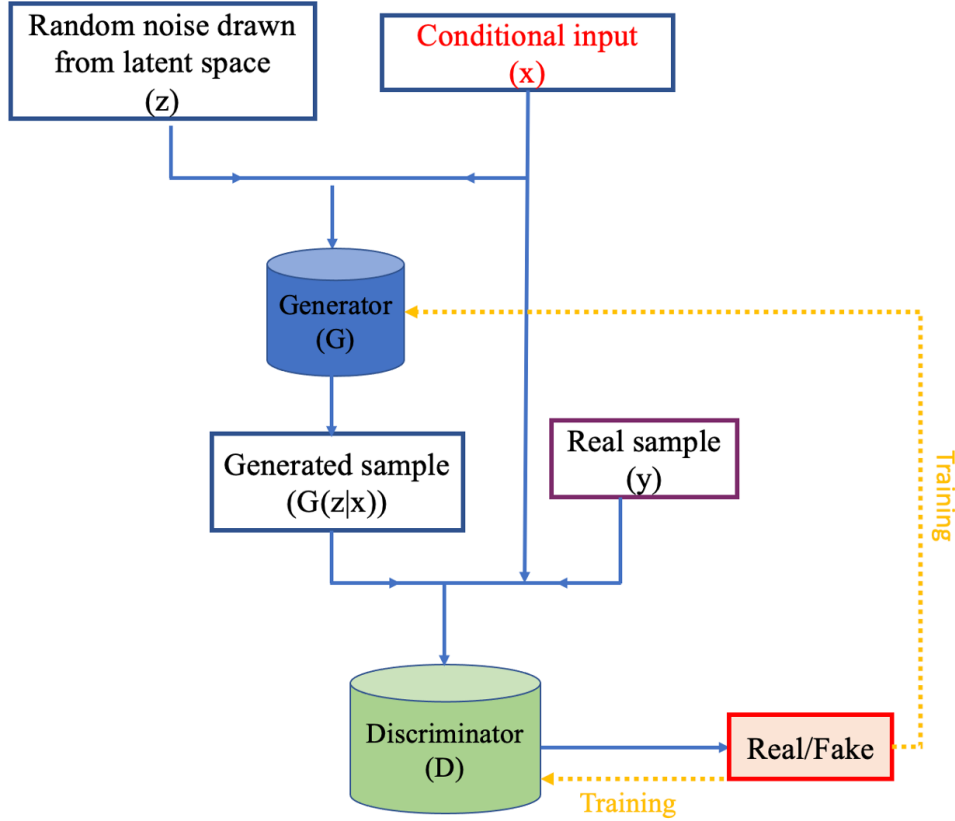 Random noise drawn
from latent space
(z)
Conditional input
(x)
Generator
(G)
Generated sample
(G(z|x))
Real sample
(y)
Training
Discriminator
(D)
Real/Fake
Training